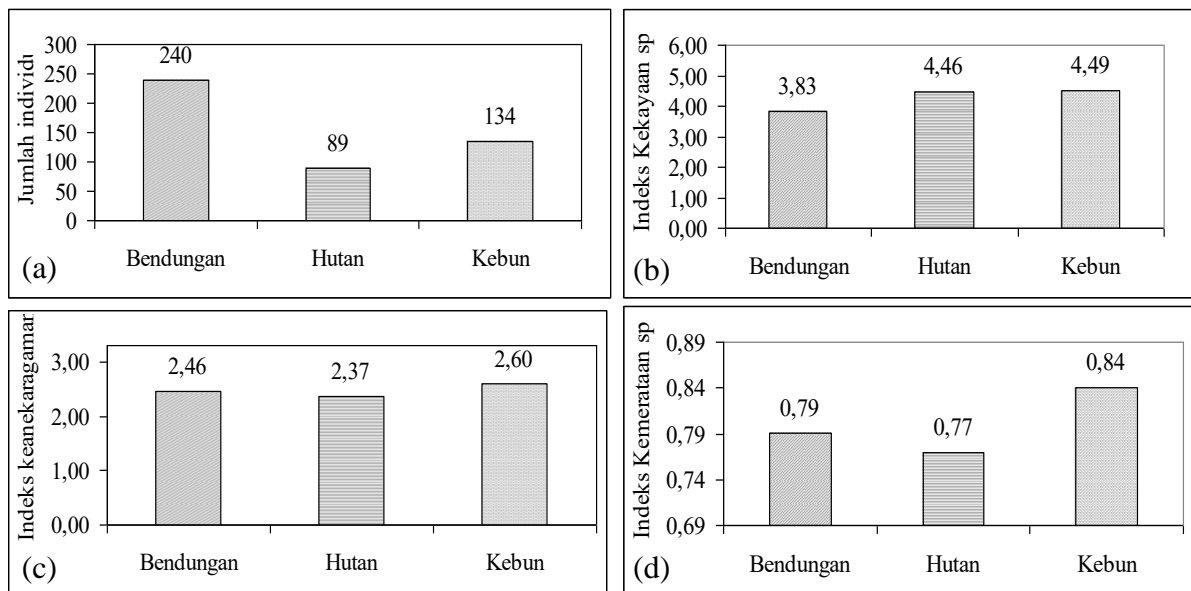 Jumlah individu
300
250
200
150
100
50
0
240
89
134
Bendungan Hutan Kebun
(a)
Indeks Kekayaan sp
6,00
5,00
4,00
3,00
2,00
1,00
0,00
3,83
4,46
4,49
Bendungan Hutan Kebun
(b)
Indeks keanekaragamar
3,00
2,00
1,00
0,00
2,46
2,37
2,60
Bendungan Hutan Kebun
(c)
Indeks Kemerataan sp
0,89
0,84
0,79
0,74
0,69
0,79
0,77
0,84
Bendungan Hutan Kebun
(d)